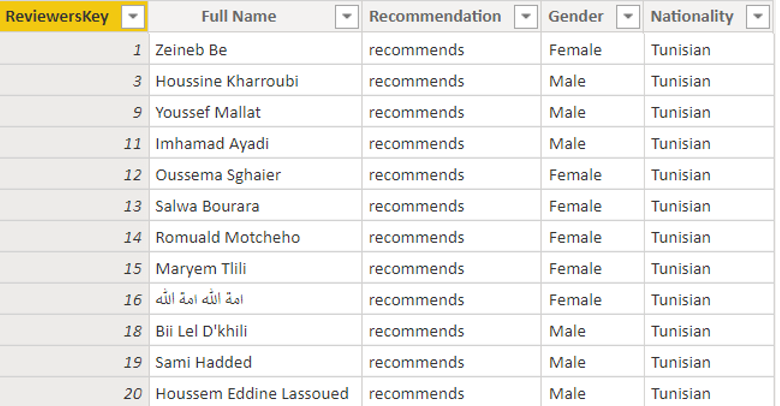 ReviewersKey Full Name Recommendation Gender Nationality
1 Zeineb Be recommends Female Tunisian
3 Houssine Kharroubi recommends Male Tunisian
9 Youssef Mallat recommends Male Tunisian
11 Imhamad Ayadi recommends Male Tunisian
12 Oussema Sghaier recommends Female Tunisian
13 Salwa Bourara recommends Female Tunisian
14 Romuald Motcheho recommends Female Tunisian
15 Maryem Tlili recommends Female Tunisian
16 امة الله امة الله recommends Female Tunisian
18 Bii Lel D'khili recommends Male Tunisian
19 Sami Hadded recommends Male Tunisian
20 Houssem Eddine Lassoued recommends Male Tunisian